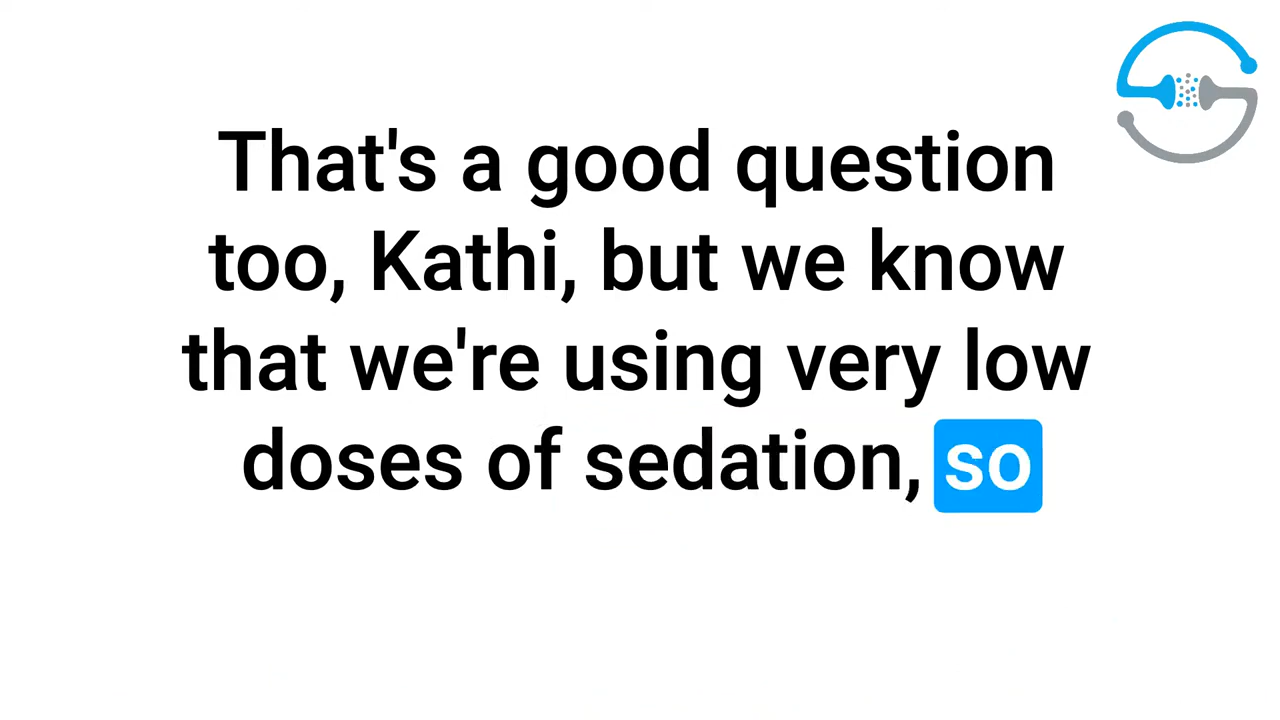 That's a good question
too, Kathi, but we know
that we're using very low
doses of sedation, so